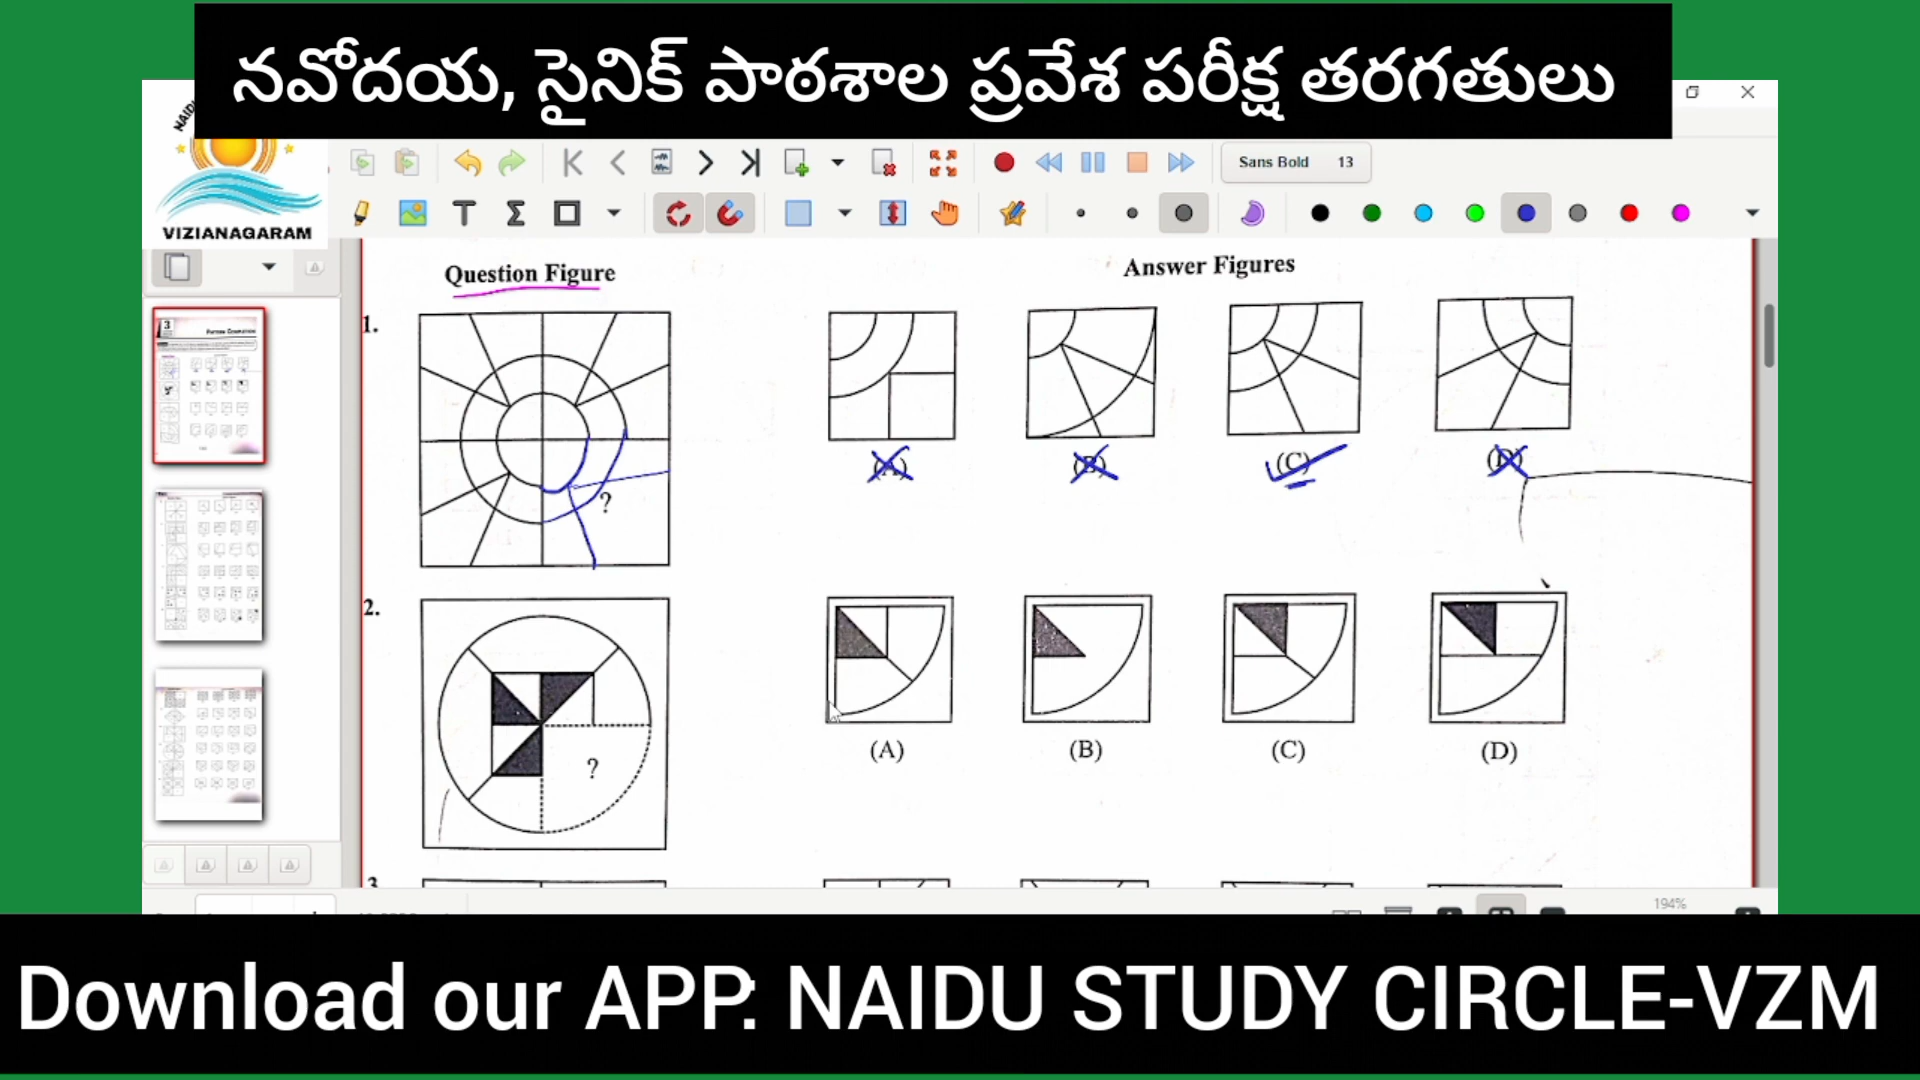 నవోదయ, సైనిక్ పాఠశాల ప్రవేశ పరీక్ష తరగతులు
VIZIANAGARAM
Sans Bold 13
Question Figure
Answer Figures
1.
?
(A)
(B)
(C)
(D)
2.
?
(A)
(B)
(C)
(D)
3
194%
Download our APP: NAIDU STUDY CIRCLE-VZM